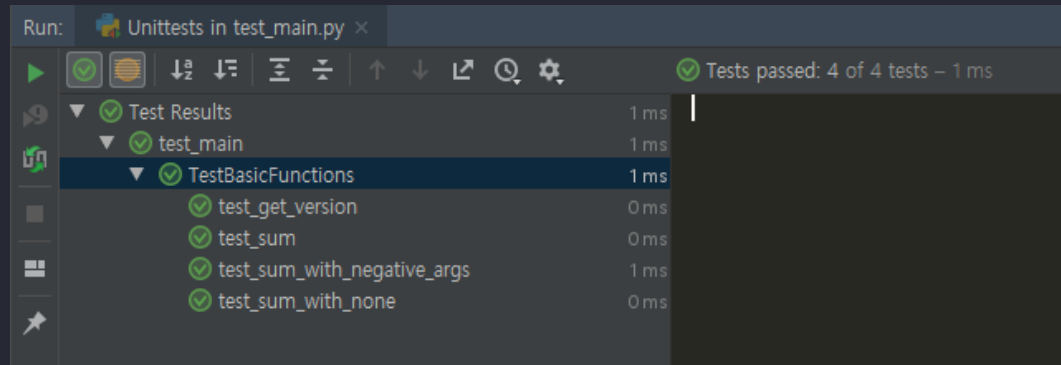 Run: Unittests in test_main.py ×
Tests passed: 4 of 4 tests – 1 ms
Test Results 1 ms
test_main 1 ms
TestBasicFunctions 1 ms
test_get_version 0 ms
test_sum 0 ms
test_sum_with_negative_args 1 ms
test_sum_with_none 0 ms